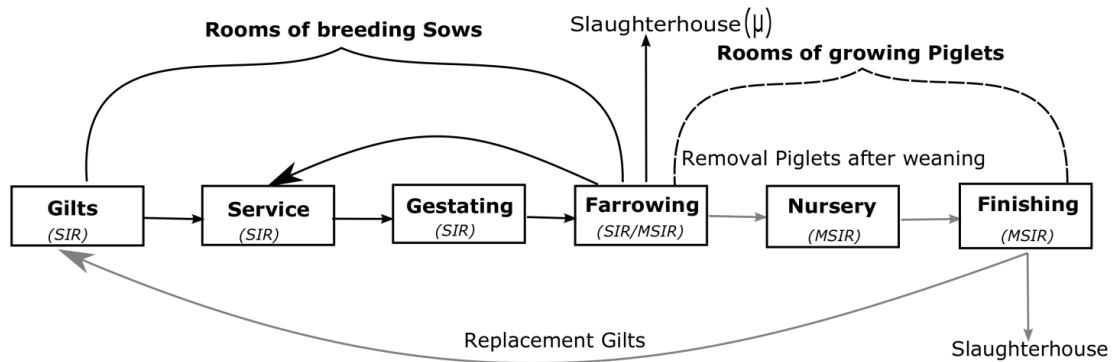 Slaughterhouse(μ)
Rooms of breeding Sows
Rooms of growing Piglets
Removal Piglets after weaning
Gilts
(SIR)
Service
(SIR)
Gestating
(SIR)
Farrowing
(SIR/MSIR)
Nursery
(MSIR)
Finishing
(MSIR)
Replacement Gilts
Slaughterhouse